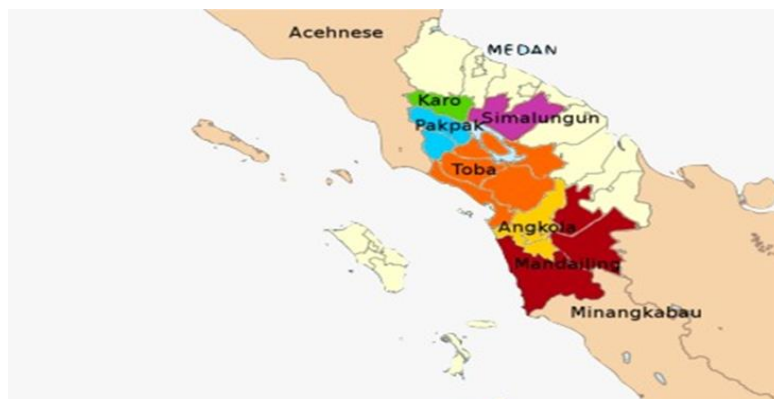 Acehnese
MEDAN
Karo
Simalungun
Pakpak
Toba
Angkola
Mandailing
Minangkabau